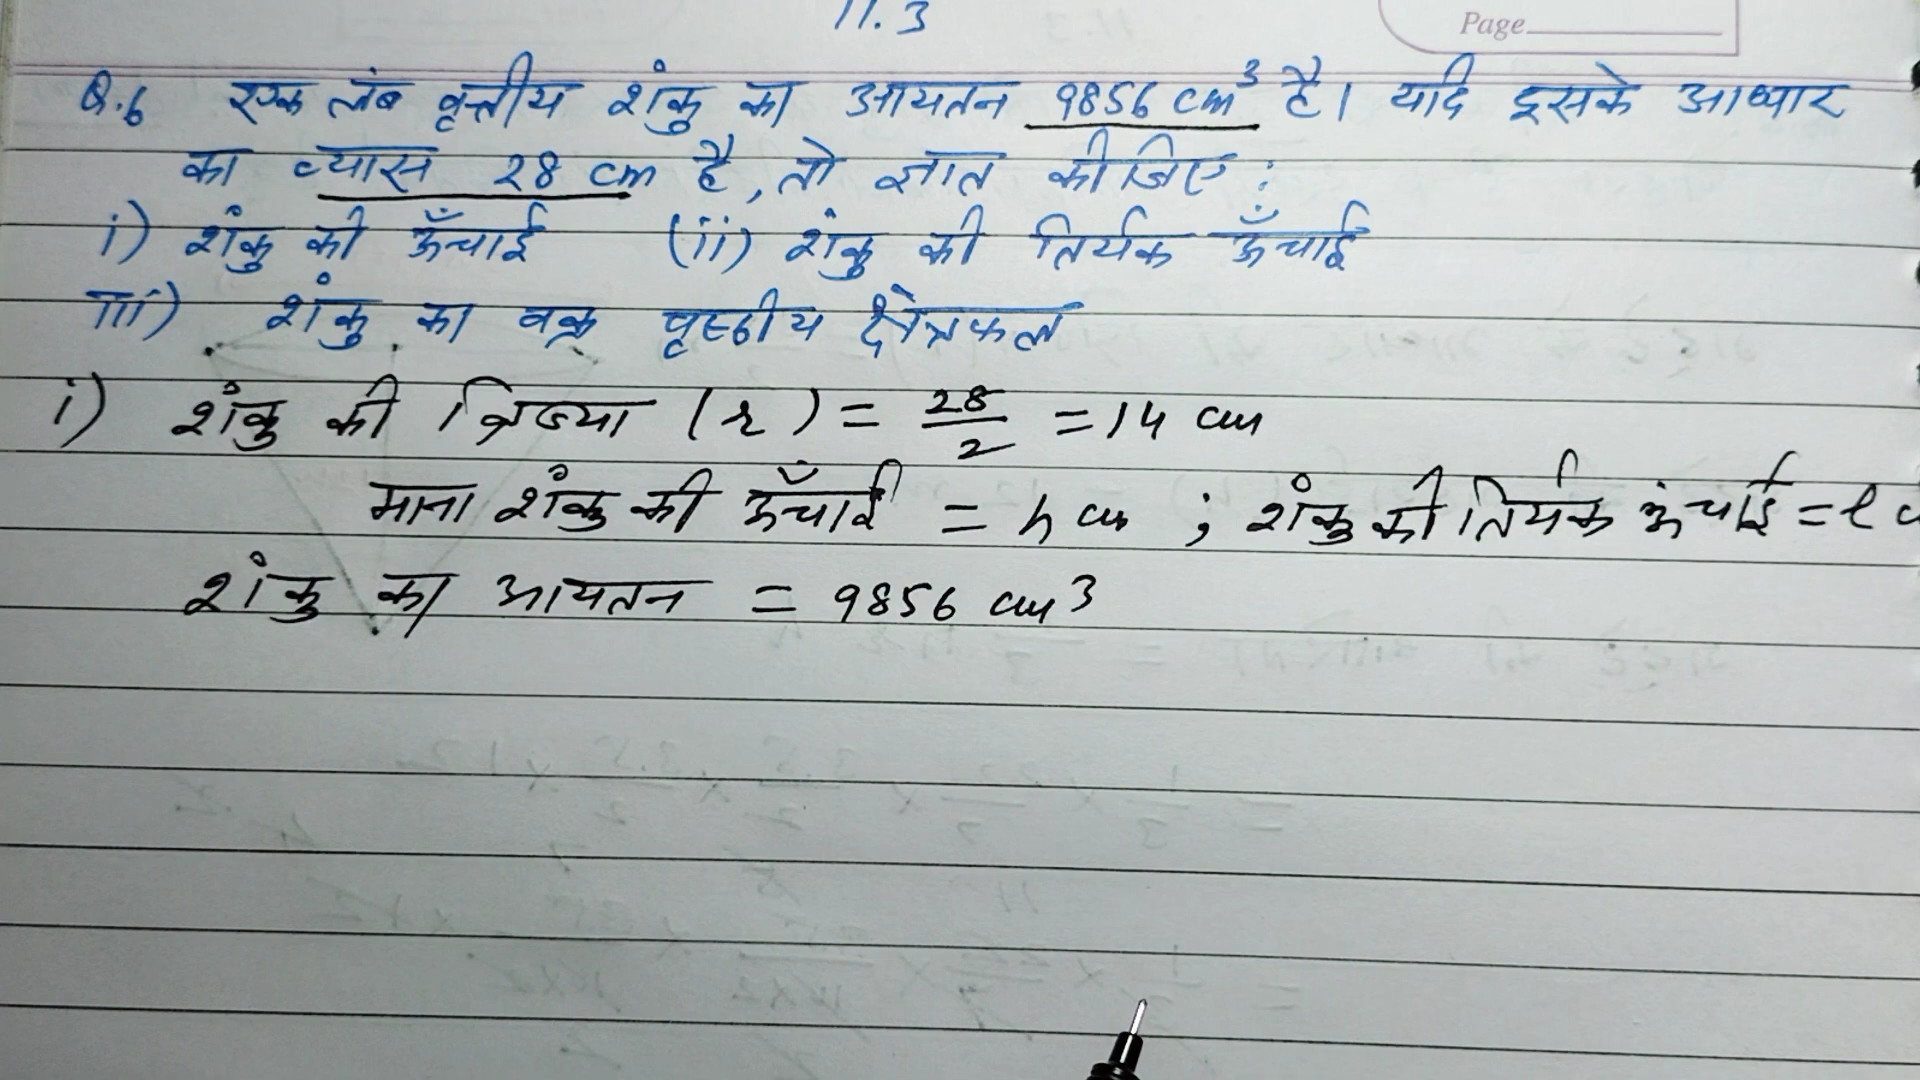 11.3
Page
Q.6 एक लंब वृत्तीय शंकु का आयतन 9856 cm³ है। यदि इसके आधार
का व्यास 28 cm है, तो ज्ञात कीजिए:
i) शंकु की ऊँचाई (ii) शंकु की तिर्यक ऊँचाई
iii) शंकु का वक्र पृष्ठीय क्षेत्रफल
i) शंकु की त्रिज्या (r) = 28/2 = 14 cm
माना शंकु की ऊँचाई = h cm ; शंकु की तिर्यक ऊंचाई = l c
शंकु का आयतन = 9856 cm³